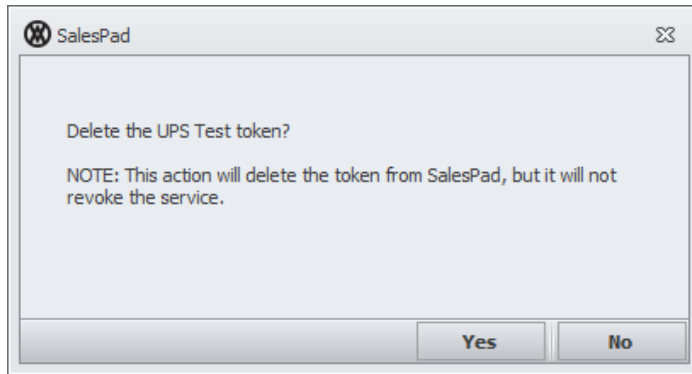 SalesPad
Delete the UPS Test token?
NOTE: This action will delete the token from SalesPad, but it will not
revoke the service.
Yes
No